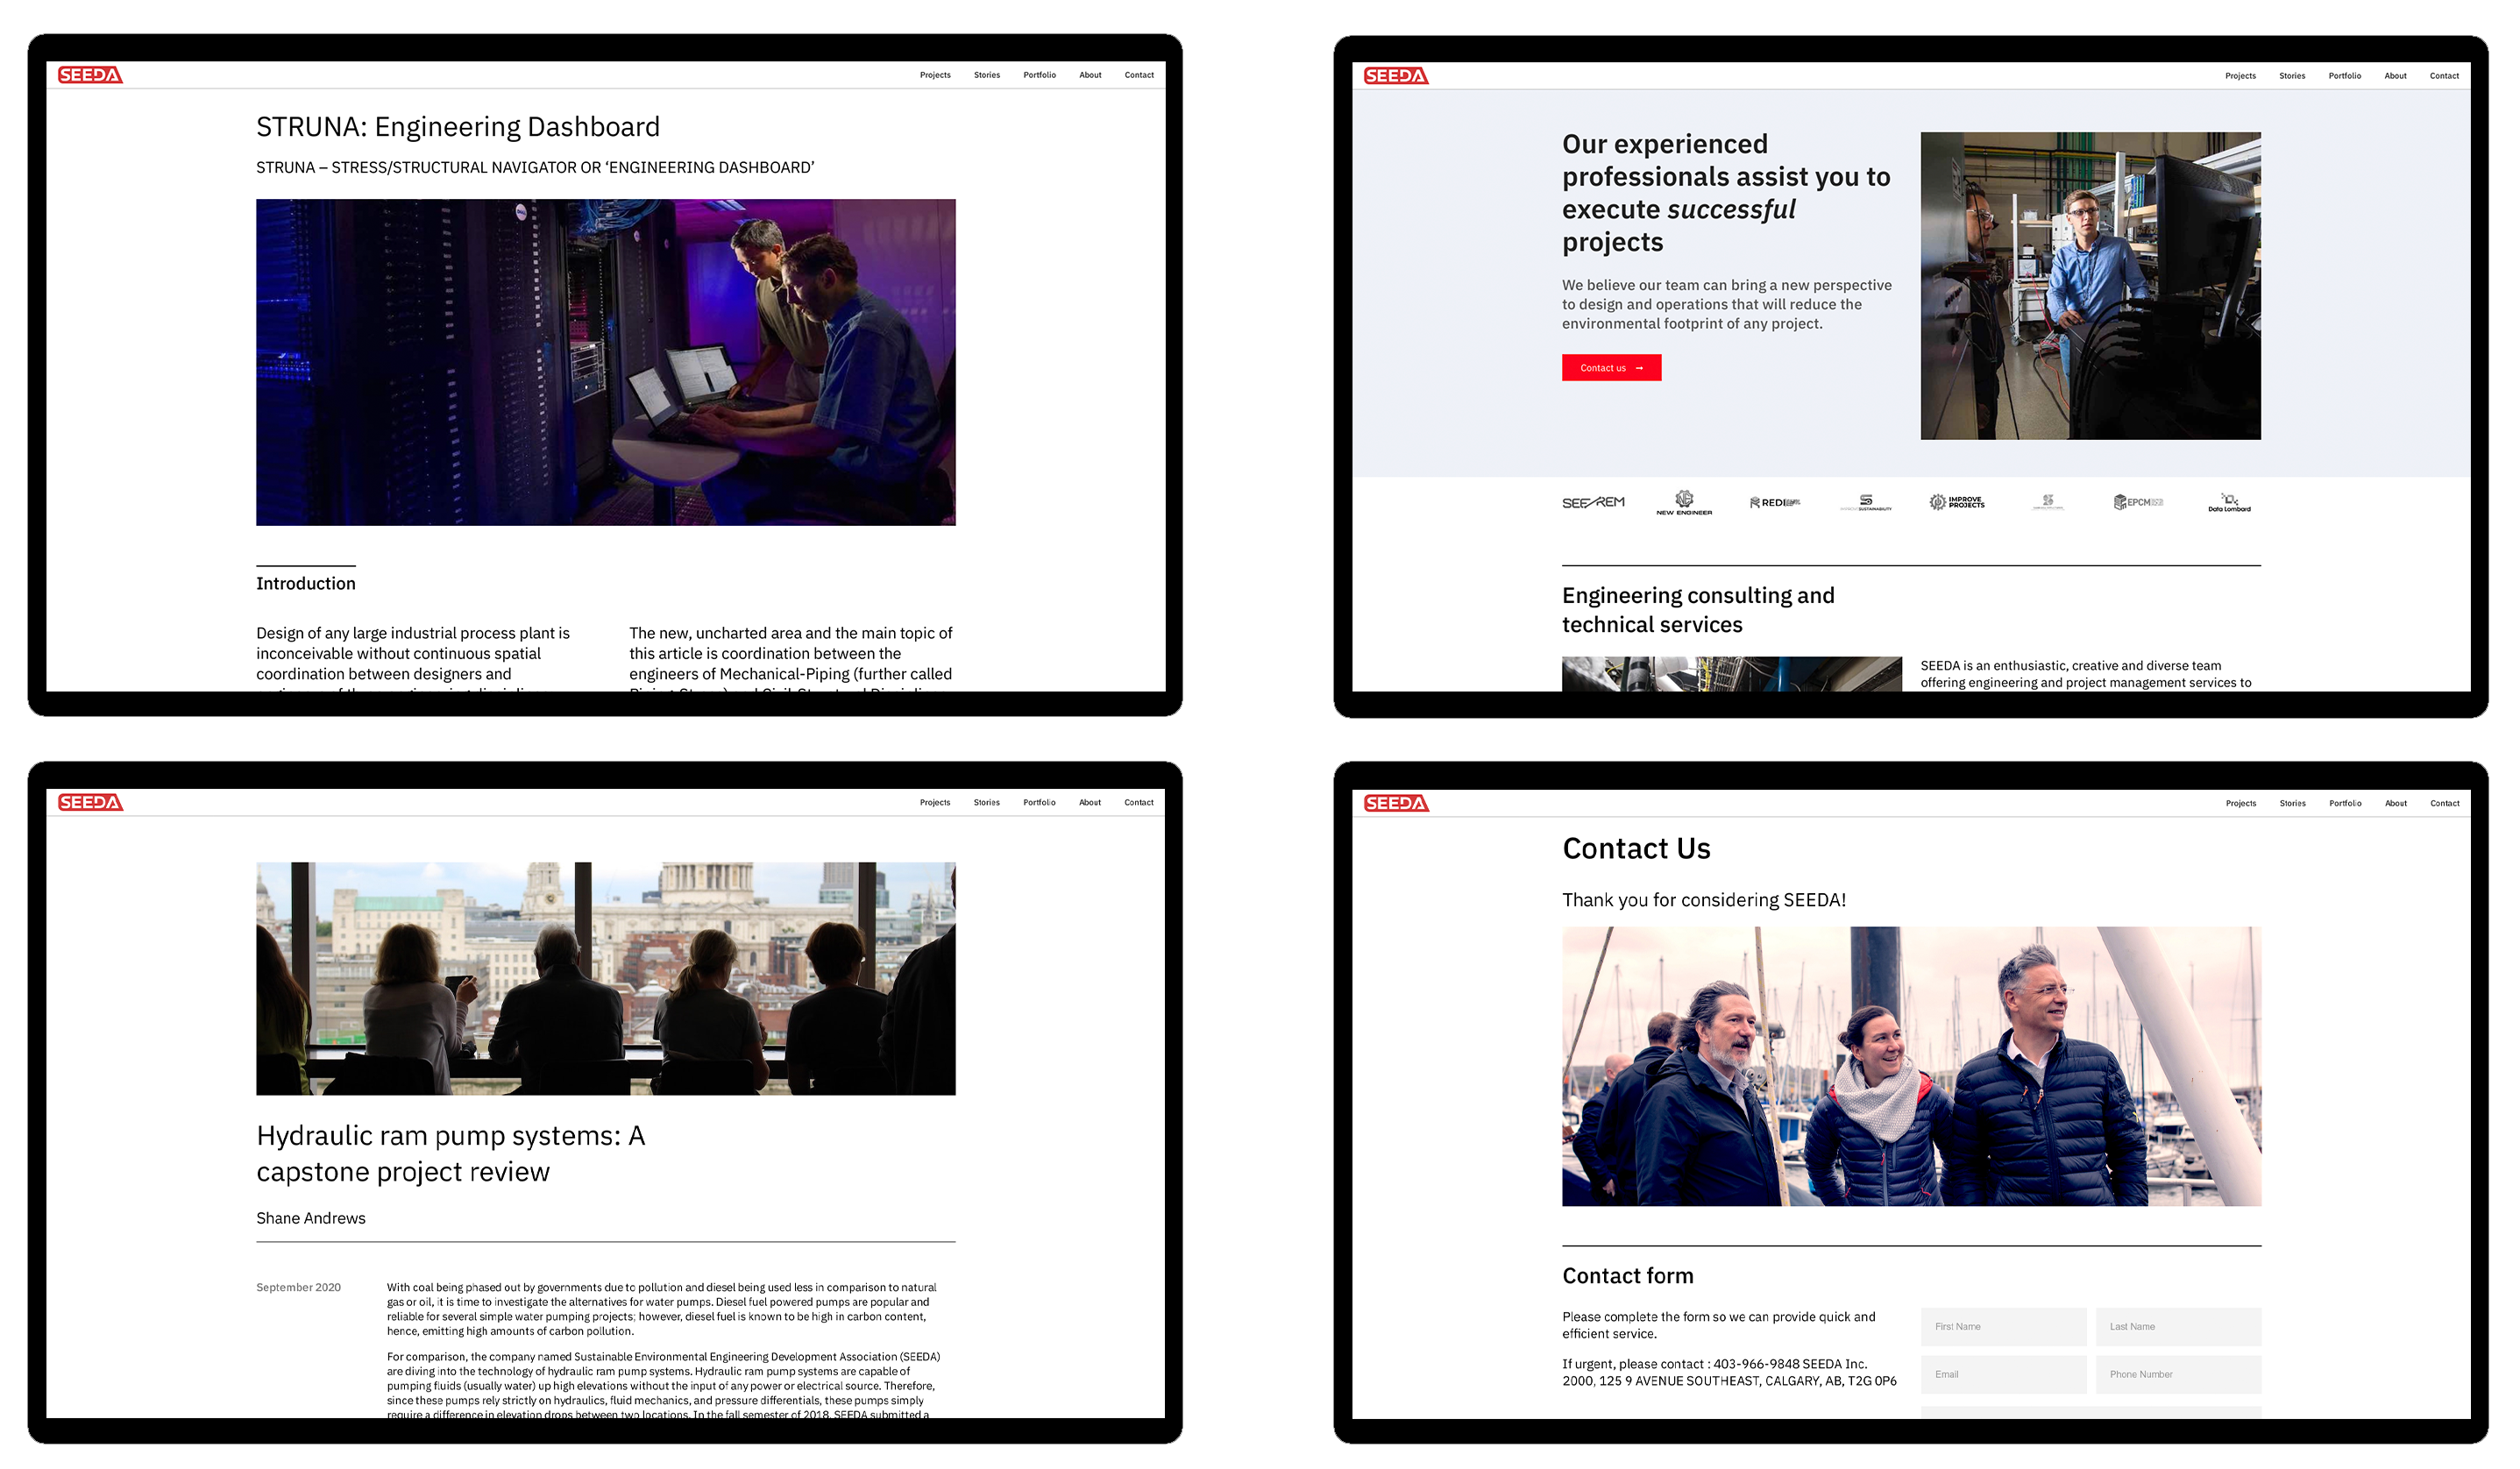 SEEDA
Projects Stories Portfolio About Contact
STRUNA: Engineering Dashboard
STRUNA – STRESS/STRUCTURAL NAVIGATOR OR ‘ENGINEERING DASHBOARD’
Introduction
Design of any large industrial process plant is
inconceivable without continuous spatial
coordination between designers and
The new, uncharted area and the main topic of
this article is coordination between the
engineers of Mechanical-Piping (further called
SEEDA
Projects Stories Portfolio About Contact
Our experienced
professionals assist you to
execute successful
projects
We believe our team can bring a new perspective
to design and operations that will reduce the
environmental footprint of any project.
Contact us →
NEW ENGINEER
REDI
SUSTAINABILITY
IMPROVE
PROJECTS
EPCM
Data Lombard
Engineering consulting and
technical services
SEEDA is an enthusiastic, creative and diverse team
offering engineering and project management services to
SEEDA
Projects Stories Portfolio About Contact
Hydraulic ram pump systems: A
capstone project review
Shane Andrews
September 2020
With coal being phased out by governments due to pollution and diesel being used less in comparison to natural
gas or oil, it is time to investigate the alternatives for water pumps. Diesel fuel powered pumps are popular and
reliable for several simple water pumping projects; however, diesel fuel is known to be high in carbon content,
hence, emitting high amounts of carbon pollution.
For comparison, the company named Sustainable Environmental Engineering Development Association (SEEDA)
are diving into the technology of hydraulic ram pump systems. Hydraulic ram pump systems are capable of
pumping fluids (usually water) up high elevations without the input of any power or electrical source. Therefore,
since these pumps rely strictly on hydraulics, fluid mechanics, and pressure differentials, these pumps simply
require a difference in elevation drops between two locations. In the fall semester of 2018, SEEDA submitted a
SEEDA
Projects Stories Portfolio About Contact
Contact Us
Thank you for considering SEEDA!
Contact form
Please complete the form so we can provide quick and
efficient service.
If urgent, please contact : 403-966-9848 SEEDA Inc.
2000, 125 9 AVENUE SOUTHEAST, CALGARY, AB, T2G 0P6
First Name Last Name
Email Phone Number